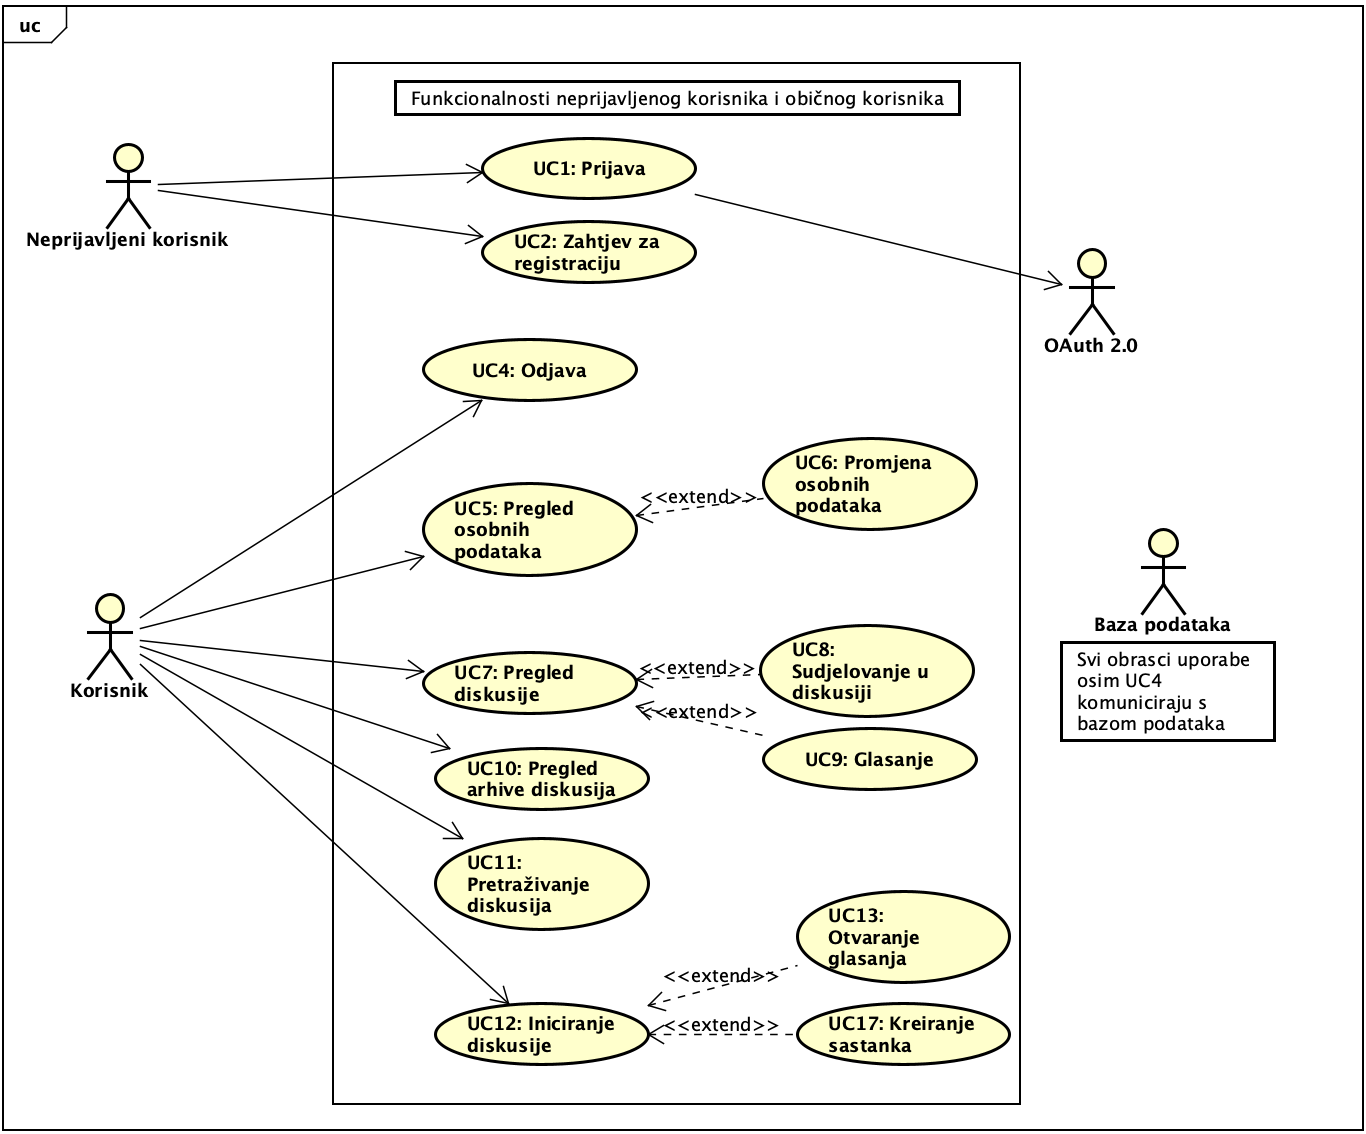 uc
Funkcionalnosti neprijavljenog korisnika i običnog korisnika
UC1: Prijava
Neprijavljeni korisnik
UC2: Zahtjev za
registraciju
OAuth 2.0
UC4: Odjava
UC6: Promjena
osobnih
podataka
<<extend>>
UC5: Pregled
osobnih
podataka
Baza podataka
Svi obrasci uporabe
osim UC4
komuniciraju s
bazom podataka
Korisnik
UC7: Pregled
diskusije
<<extend>>
UC8:
Sudjelovanje u
diskusiji
<<extend>>
UC9: Glasanje
UC10: Pregled
arhive diskusija
UC11:
Pretraživanje
diskusija
UC13:
Otvaranje
glasanja
<<extend>>
UC12: Iniciranje
diskusije
<<extend>>
UC17: Kreiranje
sastanka